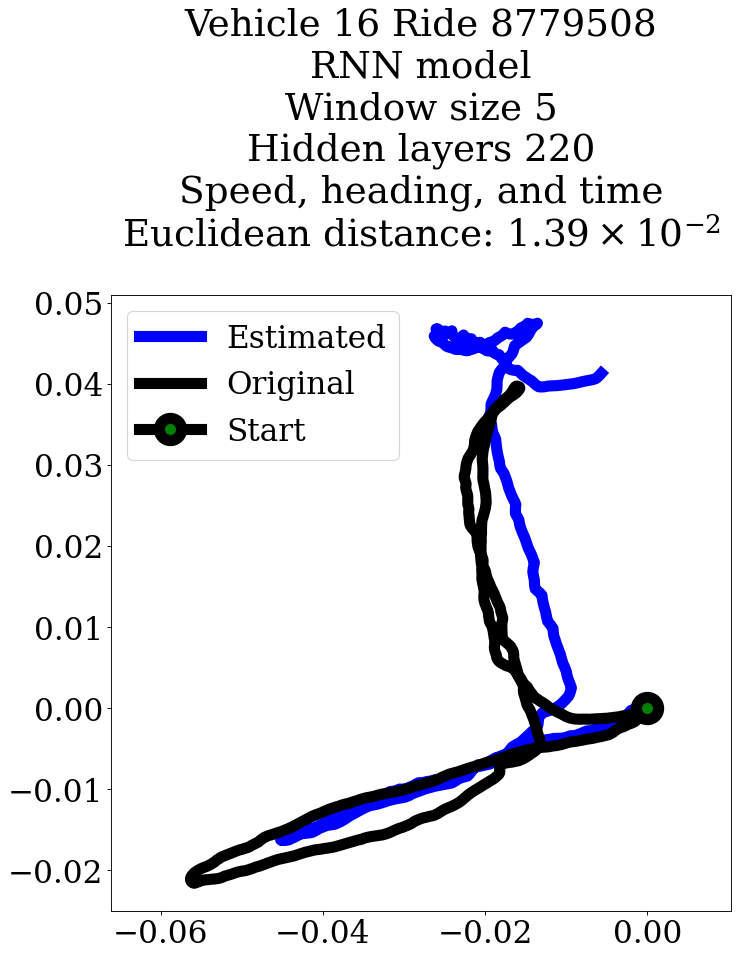 Vehicle 16 Ride 8779508
RNN model
Window size 5
Hidden layers 220
Speed, heading, and time
Euclidean distance: 1.39 × 10⁻²
0.05
0.04
0.03
0.02
0.01
0.00
−0.01
−0.02
Estimated
Original
Start
−0.06
−0.04
−0.02
0.00